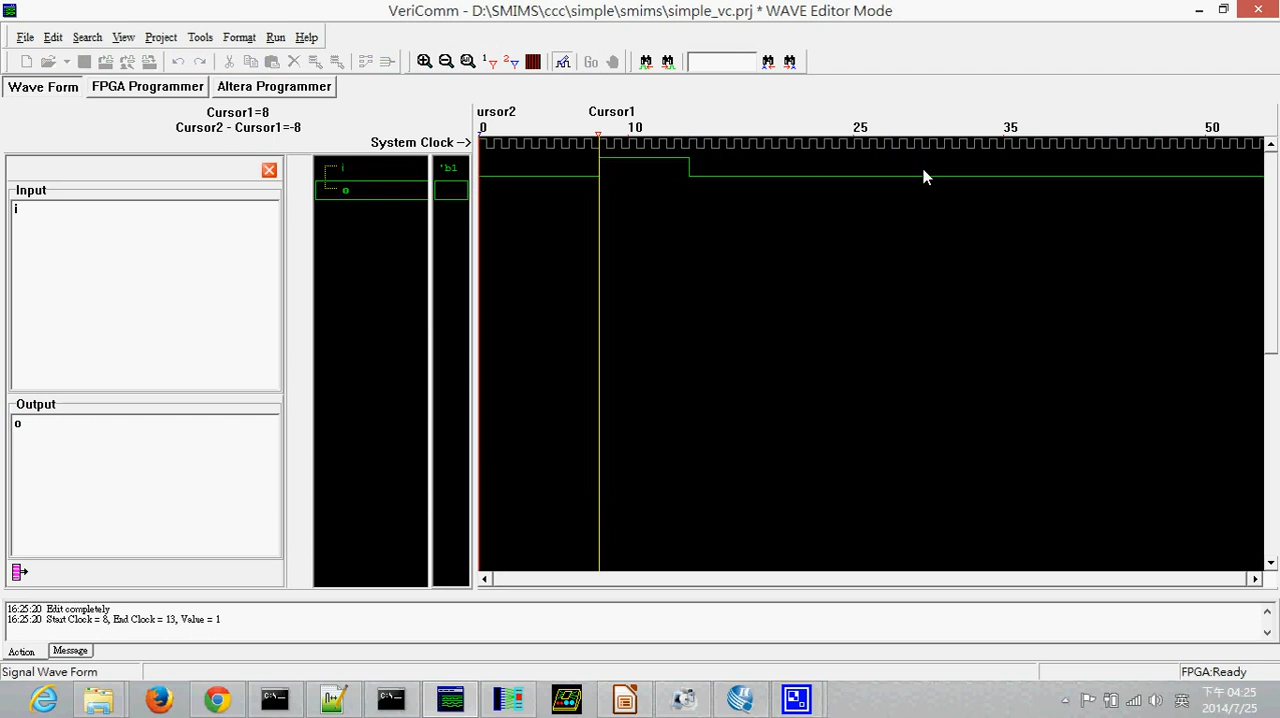 VeriComm - D:\SMIMS\ccc\simple\smims\simple_vc.prj * WAVE Editor Mode
File Edit Search View Project Tools Format Run Help
Go
Wave Form FPGA Programmer Altera Programmer
Cursor1=8
Cursor2 - Cursor1=-8
System Clock ->
ursor2 Cursor1
0 10 25 35 50
i 'b1
o
Input
i
Output
o
16:25:20 Edit completely
16:25:20 Start Clock = 8, End Clock = 13, Value = 1
Action Message
Signal Wave Form FPGA:Ready
英
下午 04:25
2014/7/25